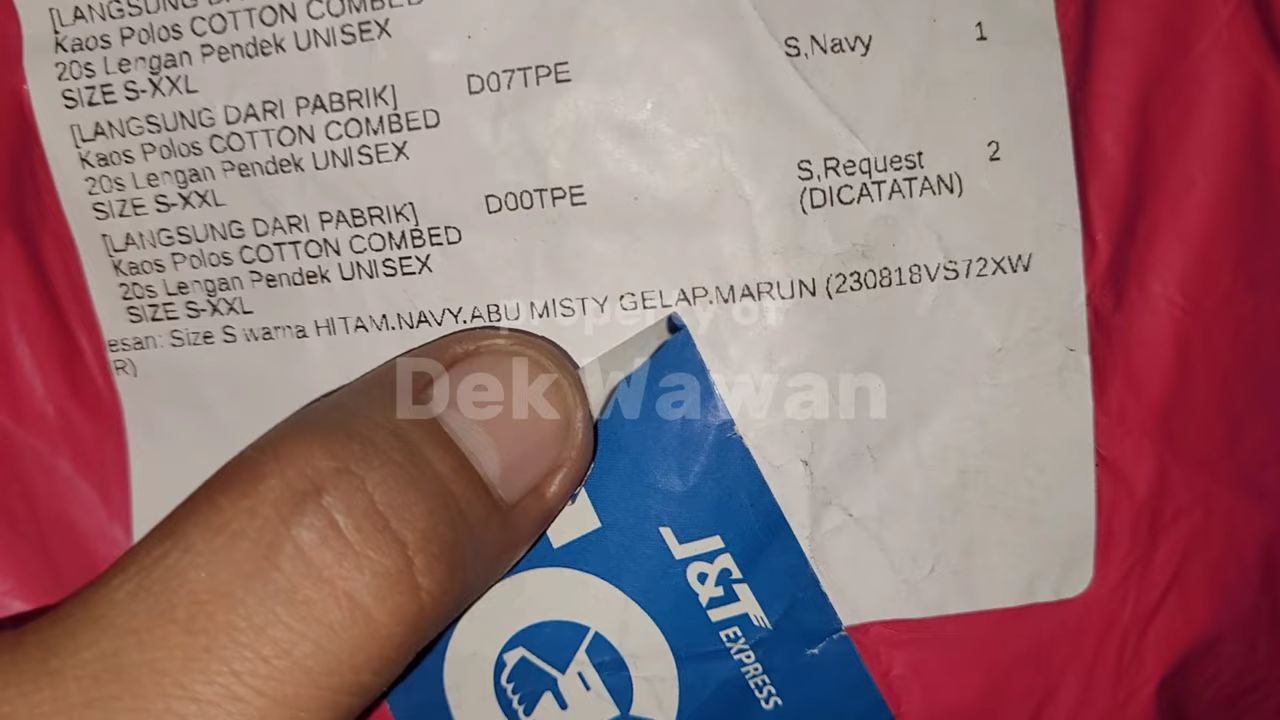 [LANGSUNG DARI
Kaos Polos COTTON COMBED
20s Lengan Pendek UNISEX
SIZE S-XXL
D07TPE
S,Navy
1
[LANGSUNG DARI PABRIK]
Kaos Polos COTTON COMBED
20s Lengan Pendek UNISEX
SIZE S-XXL
D00TPE
S,Request
(DICATATAN)
2
[LANGSUNG DARI PABRIK]
Kaos Polos COTTON COMBED
20s Lengan Pendek UNISEX
SIZE S-XXL
esan: Size S warna HITAM.NAVY.ABU MISTY GELAP.MARUN (230818VS72XW
R)
Property of
Dek Wawan
J&T
EXPRESS